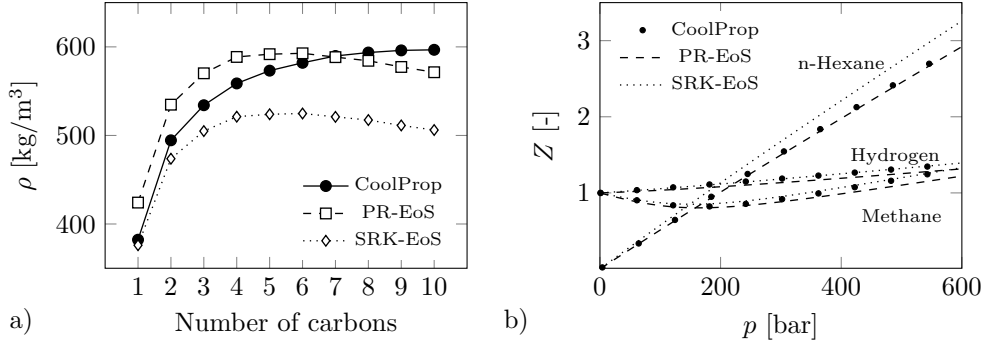 600
500
400
ρ [kg/m³]
CoolProp
PR-EoS
SRK-EoS
1 2 3 4 5 6 7 8 9 10
Number of carbons
a)
3
2
1
Z [-]
CoolProp
PR-EoS
SRK-EoS
n-Hexane
Hydrogen
Methane
0 200 400 600
p [bar]
b)